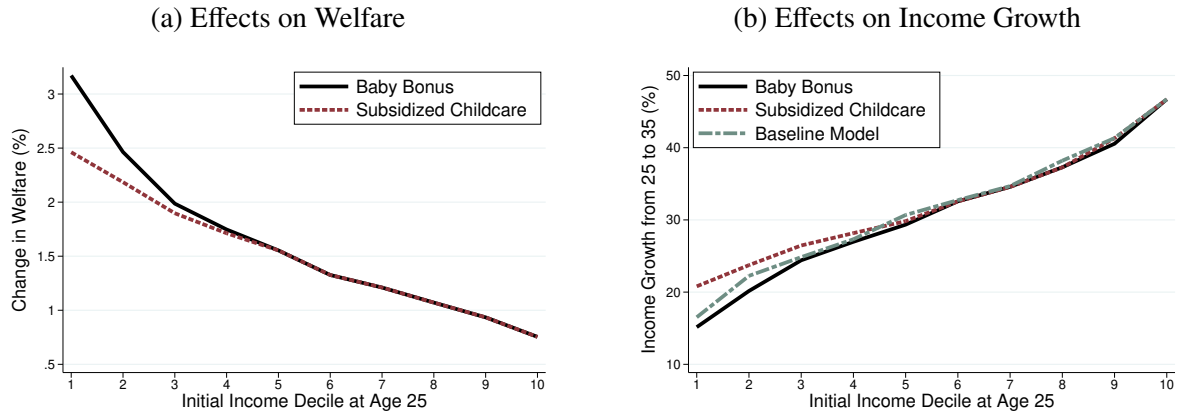 (a) Effects on Welfare
Change in Welfare (%)
3
2.5
2
1.5
1
.5
Baby Bonus
Subsidized Childcare
1 2 3 4 5 6 7 8 9 10
Initial Income Decile at Age 25
(b) Effects on Income Growth
Income Growth from 25 to 35 (%)
50
40
30
20
10
Baby Bonus
Subsidized Childcare
Baseline Model
1 2 3 4 5 6 7 8 9 10
Initial Income Decile at Age 25